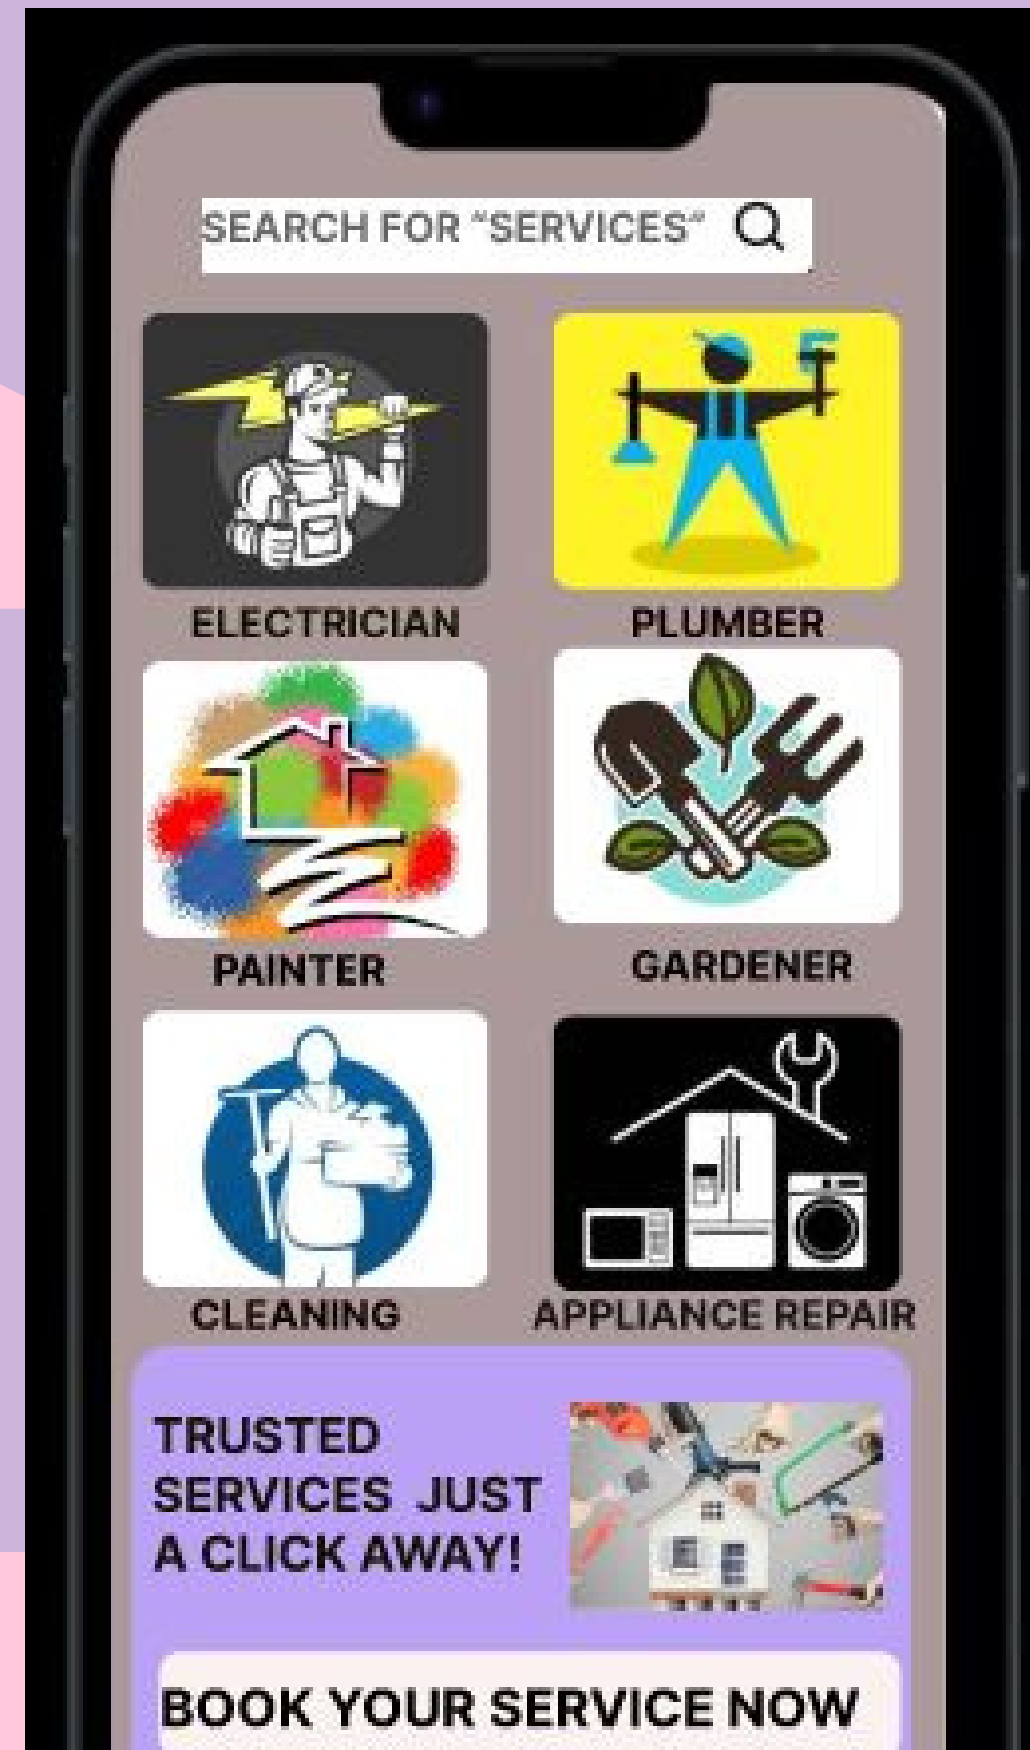 SEARCH FOR “SERVICES”
ELECTRICIAN
PLUMBER
PAINTER
GARDENER
CLEANING
APPLIANCE REPAIR
TRUSTED
SERVICES JUST
A CLICK AWAY!
BOOK YOUR SERVICE NOW